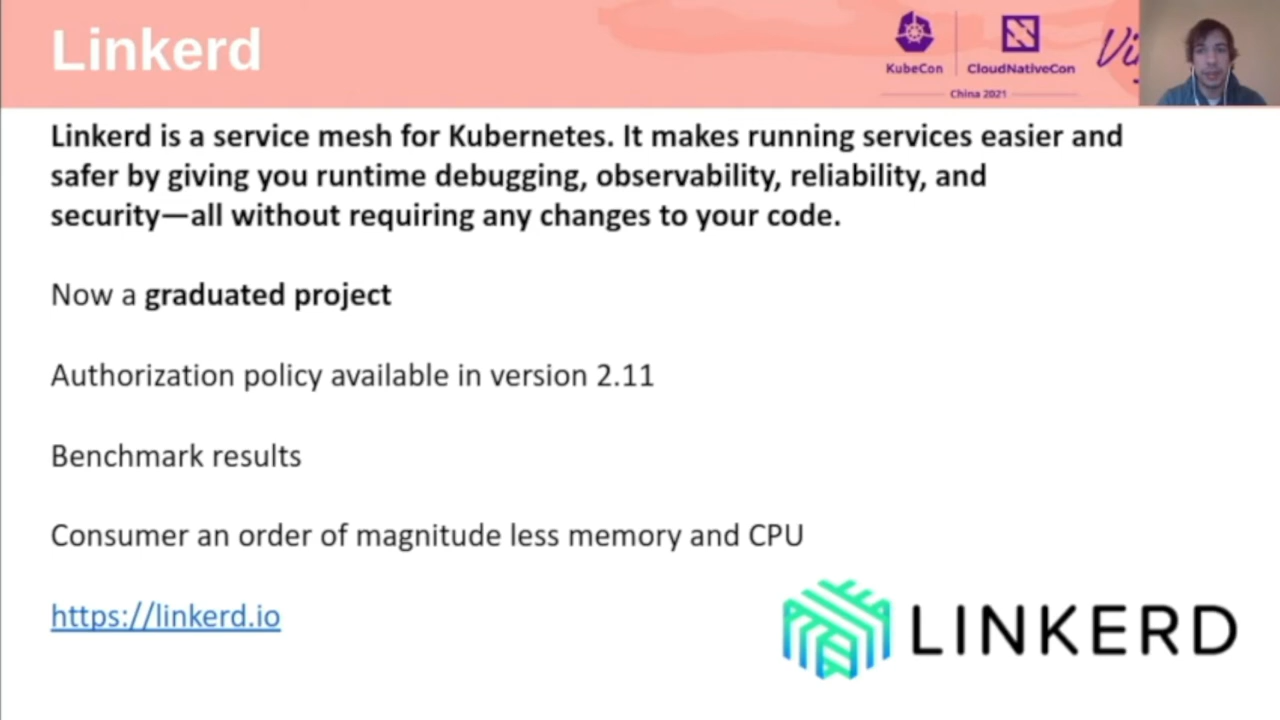 Linkerd
KubeCon
CloudNativeCon
China 2021
Linkerd is a service mesh for Kubernetes. It makes running services easier and
safer by giving you runtime debugging, observability, reliability, and
security—all without requiring any changes to your code.
Now a graduated project
Authorization policy available in version 2.11
Benchmark results
Consumer an order of magnitude less memory and CPU
https://linkerd.io
LINKERD